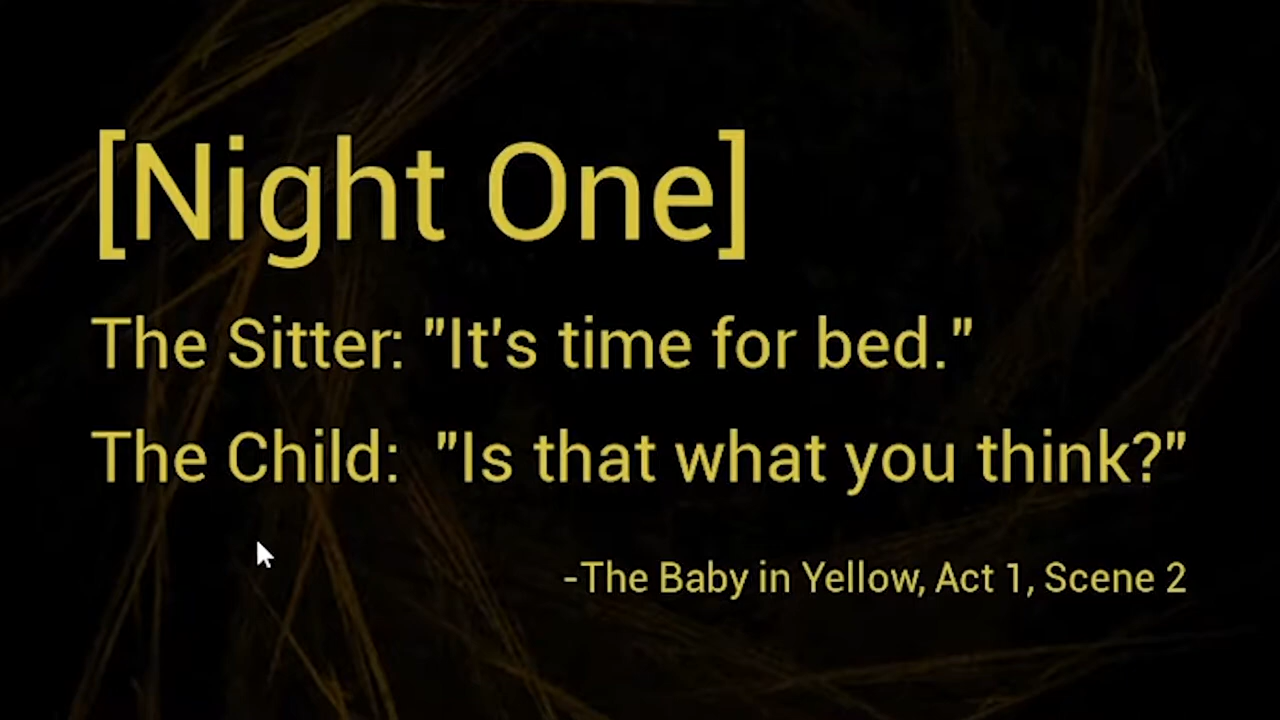 [Night One]
The Sitter: "It's time for bed."
The Child:  "Is that what you think?"
-The Baby in Yellow, Act 1, Scene 2